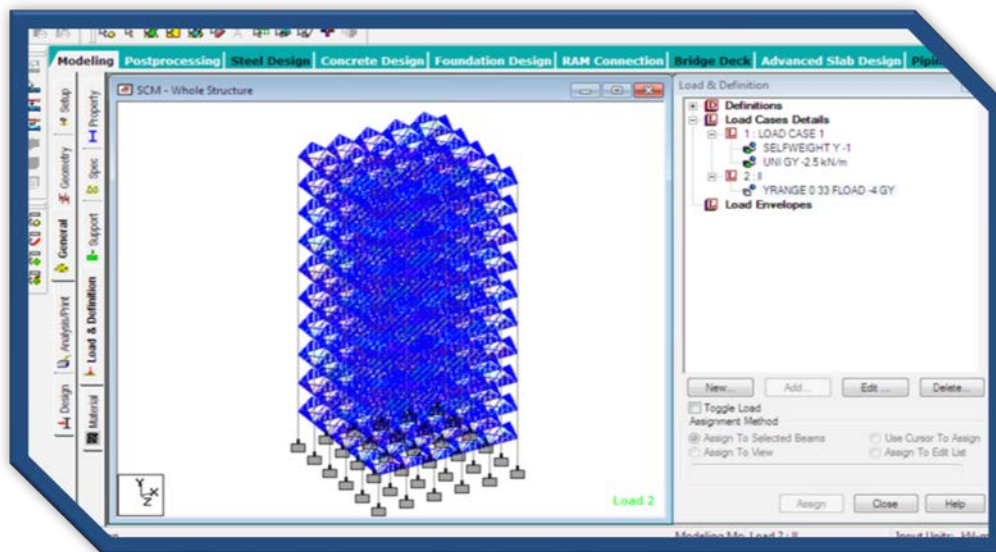 Modeling
Postprocessing
Steel Design
Concrete Design
Foundation Design
RAM Connection
Bridge Deck
Advanced Slab Design
Setup
Geometry
General
Analysis/Print
Design
Property
Spec
Support
Load & Definition
Material
SCM - Whole Structure
Y
X
Z
Load 2
Load & Definition
Definitions
Load Cases Details
1 : LOAD CASE 1
SELFWEIGHT Y -1
UNI GY -2.5 kN/m
2 : ll
YRANGE 0 33 FLOAD -4 GY
Load Envelopes
New...
Add...
Edit ...
Delete...
Toggle Load
Assignment Method
Assign To Selected Beams
Use Cursor To Assign
Assign To View
Assign To Edit List
Assign
Close
Help
Load 2 : ll
Input Units: